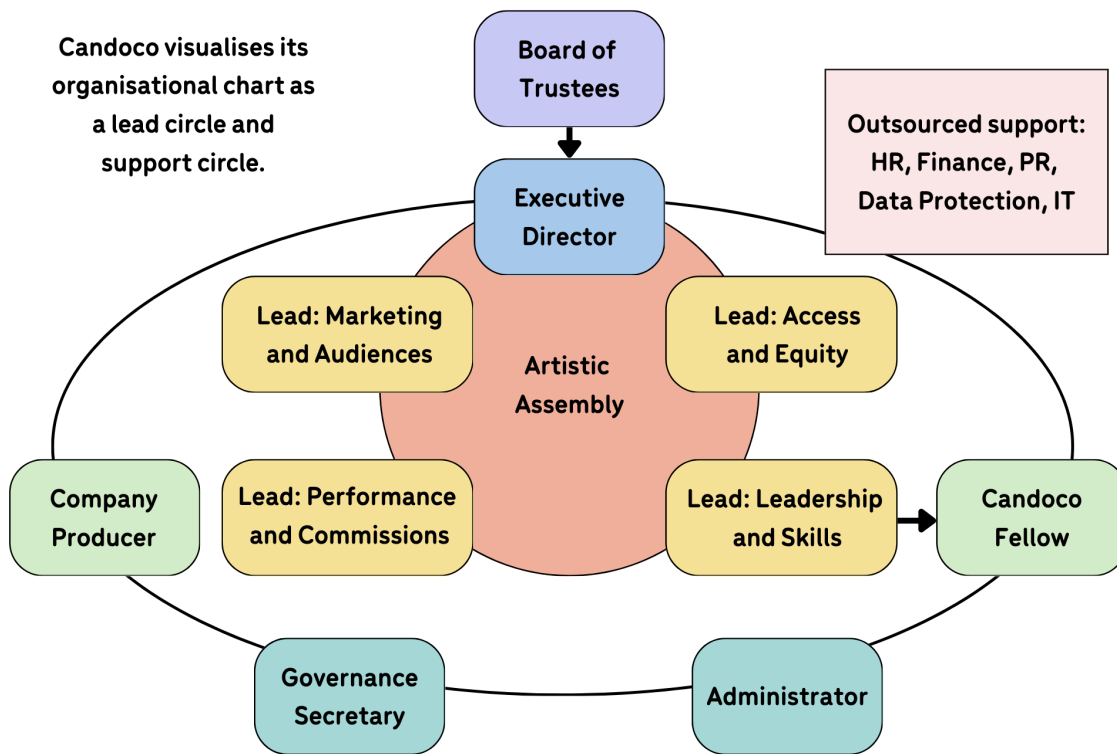 Candoco visualises its
organisational chart as
a lead circle and
support circle.
Board of
Trustees
Outsourced support:
HR, Finance, PR,
Data Protection, IT
Executive
Director
Lead: Marketing
and Audiences
Lead: Access
and Equity
Artistic
Assembly
Company
Producer
Lead: Performance
and Commissions
Lead: Leadership
and Skills
Candoco
Fellow
Governance
Secretary
Administrator